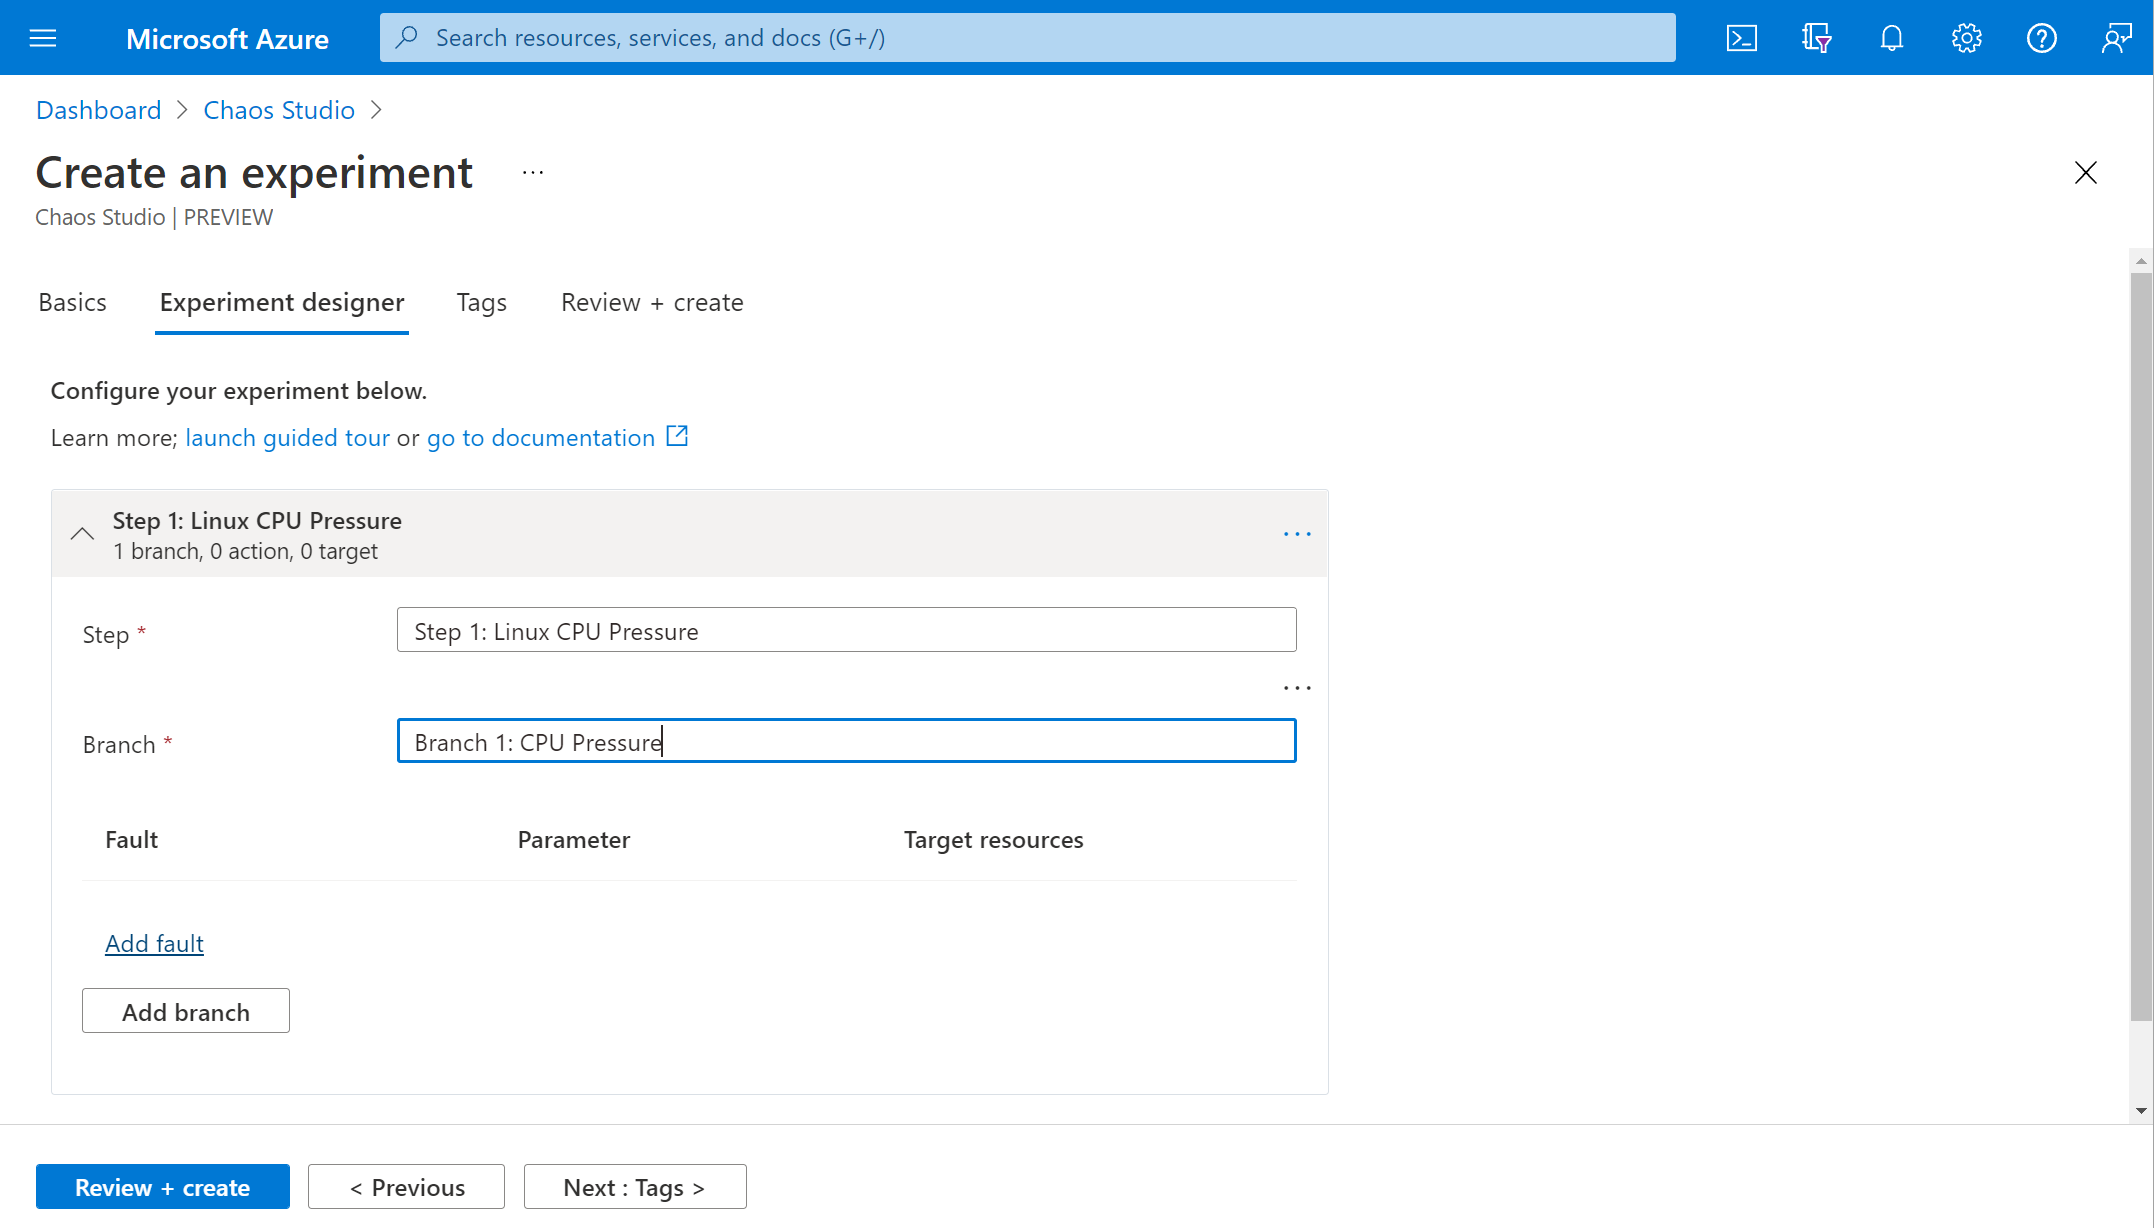 Microsoft Azure
Search resources, services, and docs (G+/)
Dashboard > Chaos Studio >
Create an experiment ...
Chaos Studio | PREVIEW
Basics Experiment designer Tags Review + create
Configure your experiment below.
Learn more; launch guided tour or go to documentation
Step 1: Linux CPU Pressure
1 branch, 0 action, 0 target
Step *
Step 1: Linux CPU Pressure
Branch *
Branch 1: CPU Pressure
Fault Parameter Target resources
Add fault
Add branch
Review + create < Previous Next : Tags >